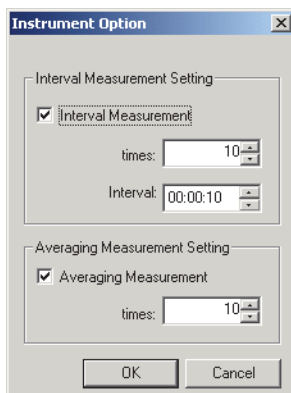 Instrument Option
Interval Measurement Setting
Interval Measurement
times: 10
Interval: 00:00:10
Averaging Measurement Setting
Averaging Measurement
times: 10
OK Cancel